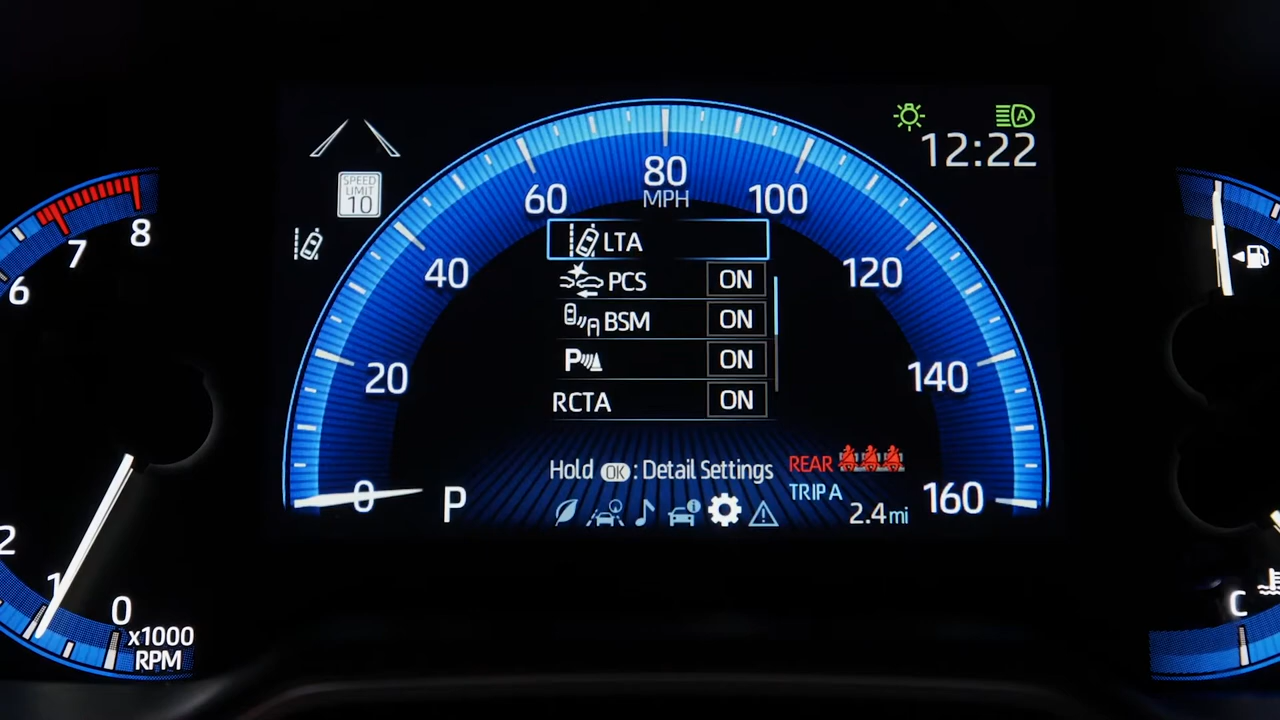 12:22
SPEED
LIMIT
10
0
20
40
60
80
100
120
140
160
MPH
LTA
PCS ON
BSM ON
P ON
RCTA ON
Hold OK : Detail Settings
REAR
TRIP A
2.4 mi
P
8
7
6
2
1
0
x1000
RPM
C
A